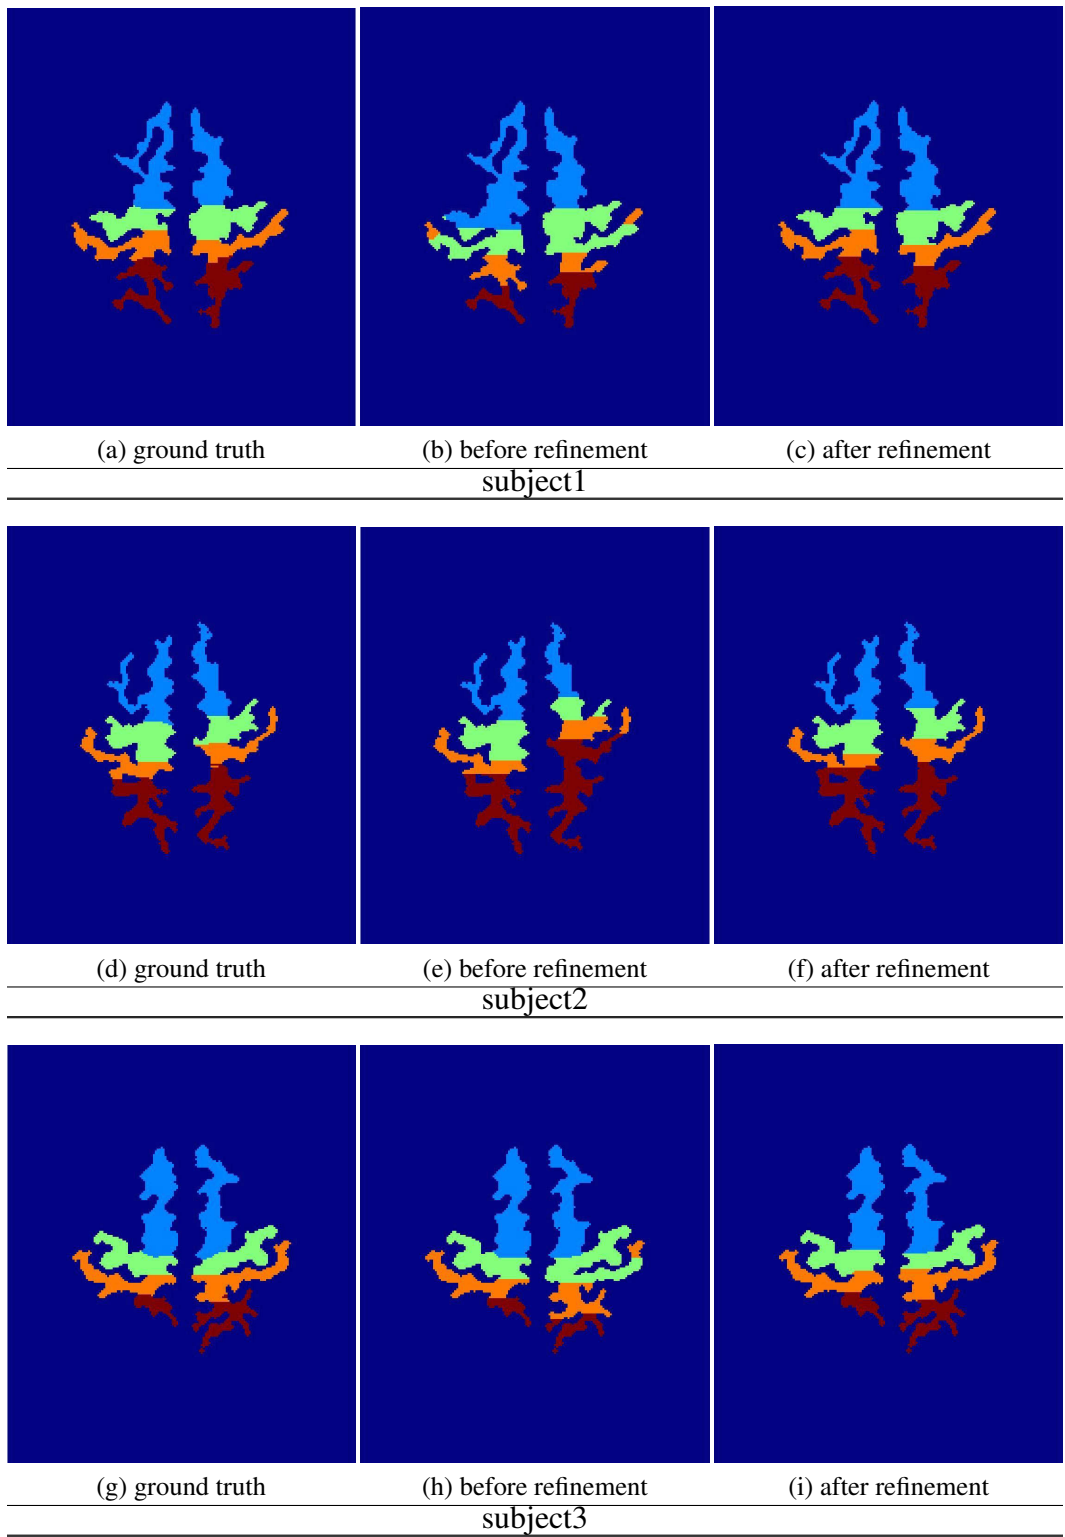 (a) ground truth (b) before refinement (c) after refinement
subject1
(d) ground truth (e) before refinement (f) after refinement
subject2
(g) ground truth (h) before refinement (i) after refinement
subject3